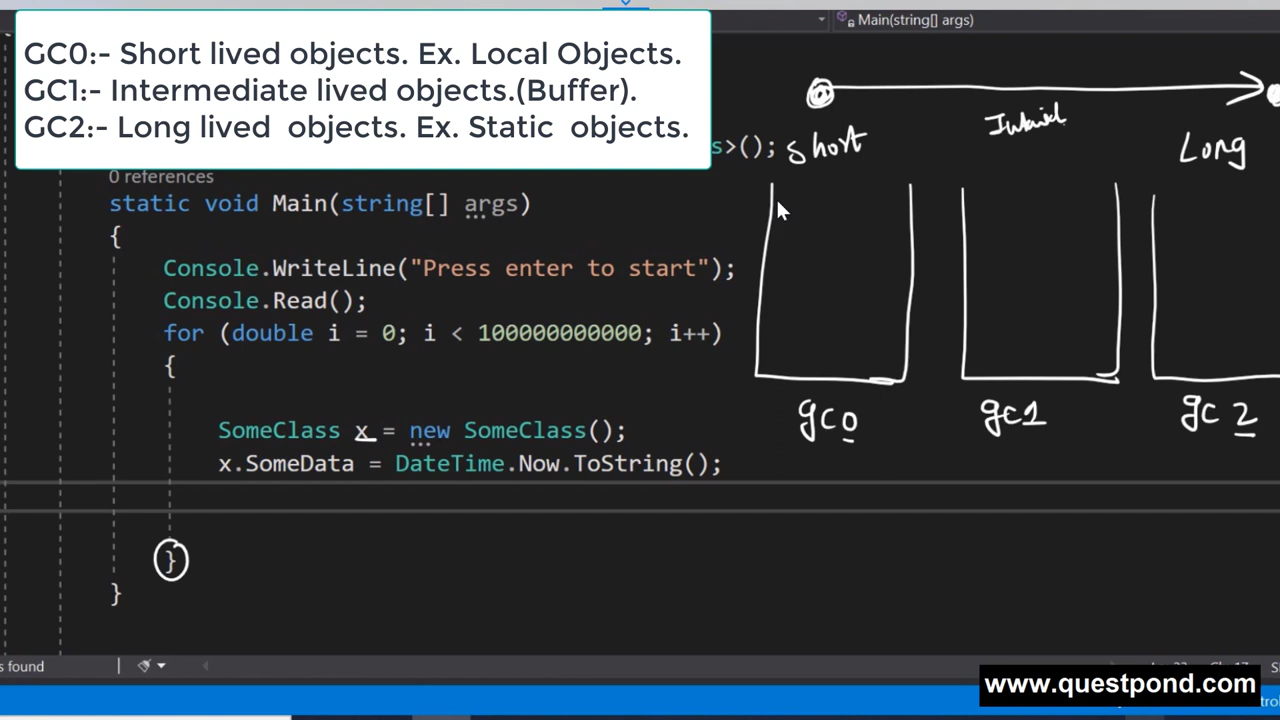 GC0:- Short lived objects. Ex. Local Objects.
GC1:- Intermediate lived objects.(Buffer).
GC2:- Long lived objects. Ex. Static objects.
Main(string[] args)
s>();
Short
Long
0 references
static void Main(string[] args)
{
Console.WriteLine("Press enter to start");
Console.Read();
for (double i = 0; i < 100000000000; i++)
{
gc0
gc1
gc 2
SomeClass x = new SomeClass();
x.SomeData = DateTime.Now.ToString();
}
}
s found
www.questpond.com